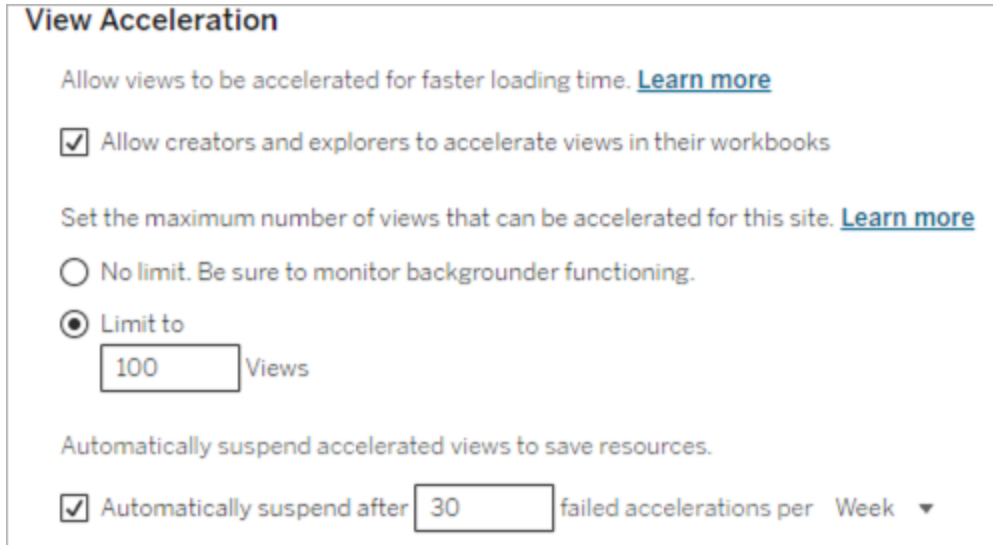 View Acceleration
Allow views to be accelerated for faster loading time. Learn more
Allow creators and explorers to accelerate views in their workbooks
Set the maximum number of views that can be accelerated for this site. Learn more
No limit. Be sure to monitor backgrounder functioning.
Limit to
100 Views
Automatically suspend accelerated views to save resources.
Automatically suspend after 30 failed accelerations per Week